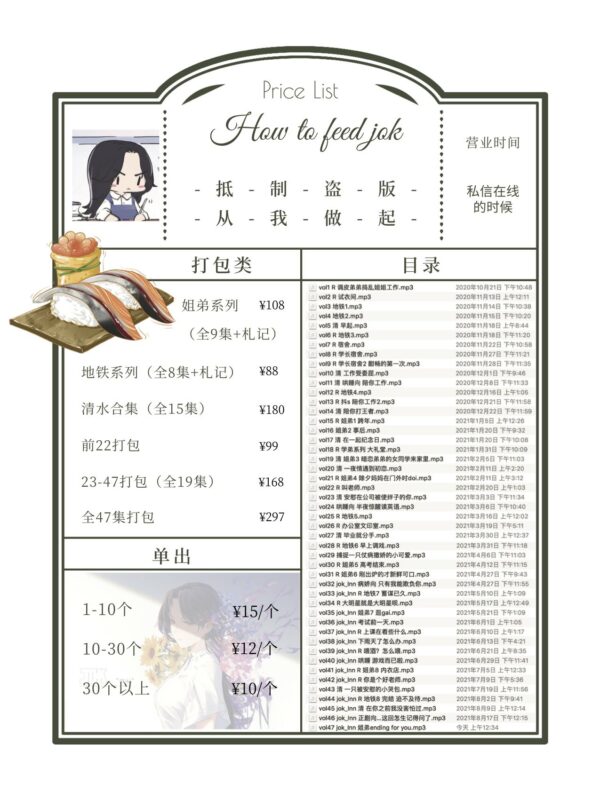 Price List
How to feed jok
- 抵 - 制 - 盗 - 版 -
- 从 - 我 - 做 - 起 -
营业时间
私信在线
的时候
打包类
姐弟系列 ¥108
（全9集+札记）
地铁系列（全8集+札记） ¥88
清水合集（全15集） ¥180
前22打包 ¥99
23-47打包（全19集） ¥168
全47集打包 ¥297
单出
1-10个 ¥15/个
10-30个 ¥12/个
30个以上 ¥10/个
目录
vol1 R 调皮弟弟捣乱姐姐工作.mp3 2020年10月21日 下午10:48
vol2 R 试衣间.mp3 2020年11月13日 上午12:11
vol3 地铁1.mp3 2020年11月14日 下午10:38
vol4 地铁2.mp3 2020年11月15日 下午10:20
vol5 清 早起.mp3 2020年11月18日 上午8:44
vol6 R 地铁3.mp3 2020年11月18日 下午11:20
vol7 R 宿舍.mp3 2020年11月22日 下午10:58
vol8 R 学长宿舍.mp3 2020年11月27日 下午11:21
vol9 R 学长宿舍2 酣畅的第一次.mp3 2020年11月28日 下午11:35
vol10 清 工作受委屈.mp3 2020年12月1日 下午9:46
vol11 清 哄睡向 陪你工作.mp3 2020年12月8日 下午11:33
vol12 R 地铁4.mp3 2020年12月16日 上午1:05
vol13 R 抖s 陪你工作2.mp3 2020年12月21日 下午11:58
vol14 清 陪你打王者.mp3 2020年12月22日 下午11:59
vol15 R 姐弟1 跨年.mp3 2021年1月5日 上午12:26
vol16 姐弟2 事后.mp3 2021年1月20日 下午9:32
vol17 清 在一起纪念日.mp3 2021年1月20日 下午10:08
vol18 R 学弟系列 大礼堂.mp3 2021年1月31日 下午10:09
vol19 清 姐弟3 暗恋弟弟的女同学来家里.mp3 2021年2月5日 下午11:03
vol20 清 一夜情遇到初恋.mp3 2021年2月11日 上午2:20
vol21 R 姐弟4 除夕妈妈在门外时doi.mp3 2021年2月11日 下午3:12
vol22 R 叫老师.mp3 2021年2月20日 上午1:03
vol23 清 安慰在公司被使绊子的你.mp3 2021年3月3日 下午11:34
vol24 哄睡向 半夜惊醒读英语.mp3 2021年3月6日 下午10:40
vol25 R 地铁5.mp3 2021年3月16日 上午12:02
vol26 R 办公室文印室.mp3 2021年3月19日 下午5:11
vol27 清 毕业就分手.mp3 2021年3月30日 上午12:37
vol28 R 地铁6 早上调戏.mp3 2021年3月31日 下午11:18
vol29 捕捉一只仗病撒娇的小可爱.mp3 2021年4月6日 下午11:03
vol30 R 姐弟5 高考结束.mp3 2021年4月12日 下午11:15
vol31 R 姐弟6 刚出炉的才新鲜可口.mp3 2021年4月27日 下午9:43
vol32 jok_Inn 病娇向 只有我能欺负你.mp3 2021年4月27日 下午11:55
vol33 jok_Inn R 地铁7 蓄谋已久.mp3 2021年5月10日 上午1:09
vol34 R 大明星就是大明星呗.mp3 2021年5月17日 上午12:49
vol35 jok_Inn 姐弟7 逛gai.mp3 2021年5月21日 下午1:09
vol36 jok_Inn 考试前一天.mp3 2021年6月1日 上午1:05
vol37 jok_Inn R 上课在看些什么.mp3 2021年6月10日 上午1:17
vol38 jok_Inn 下雨天了怎么办.mp3 2021年6月13日 下午4:21
vol39 jok_Inn R 喂酒？怎么喂.mp3 2021年6月21日 上午8:35
vol40 jok_Inn 哄睡 游戏而已啦.mp3 2021年6月29日 下午11:41
vol41 jok_Inn R 姐弟8 内衣店.mp3 2021年7月5日 上午12:33
vol42 jok_Inn R 你是个好老师.mp3 2021年7月9日 下午5:36
vol43 清 一只被安慰的小哭包.mp3 2021年7月19日 上午11:56
vol44 jok_Inn R 地铁8 完结 迫不及待.mp3 2021年8月2日 下午9:41
vol45 jok_Inn 清 在你之前我没害怕过.mp3 2021年8月9日 上午12:14
vol46 jok_Inn 正剧向...这回怎生记得问了.mp3 2021年8月17日 下午12:15
vol47 jok_Inn 姐弟ending for you.mp3 今天 上午12:34